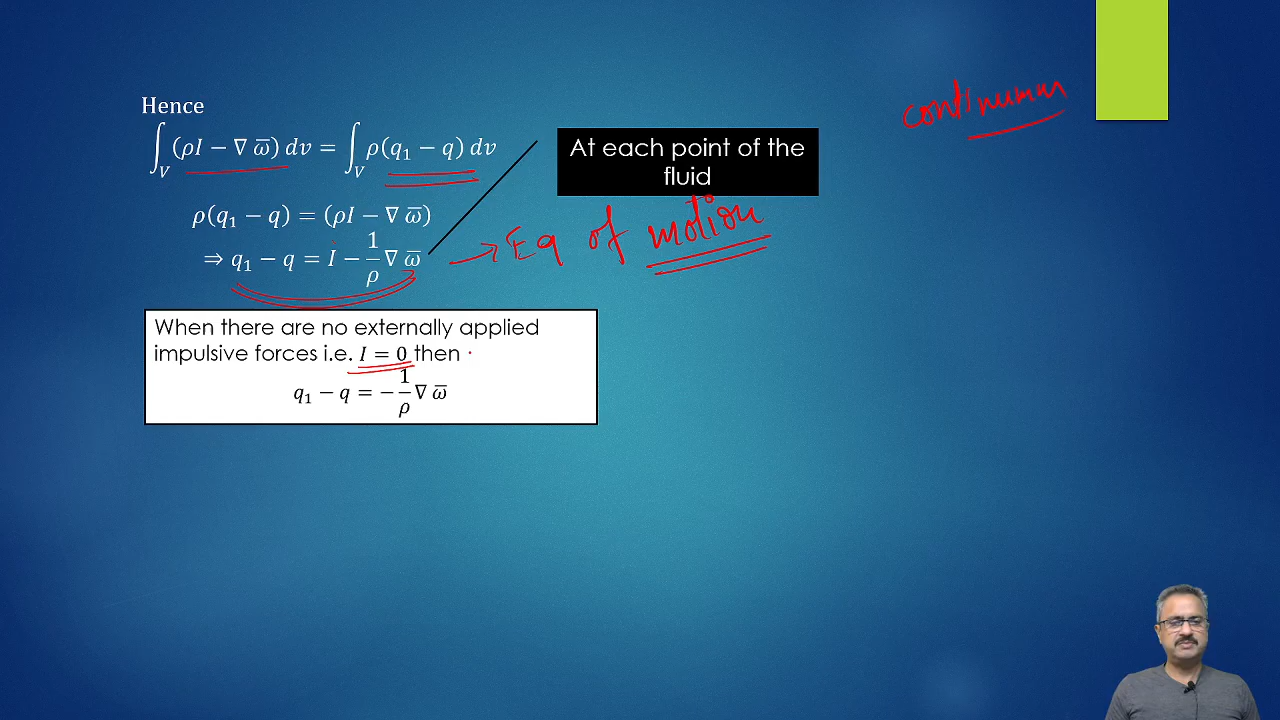 Hence
∫_V (ρI − ∇ ω̅) dv = ∫_V ρ(q₁ − q) dv
ρ(q₁ − q) = (ρI − ∇ ω̅)
⇒ q₁ − q = I − 1/ρ ∇ ω̅
At each point of the
fluid
continumm
→ Eq of motion
When there are no externally applied
impulsive forces i.e. I = 0 then
q₁ − q = − 1/ρ ∇ ω̅